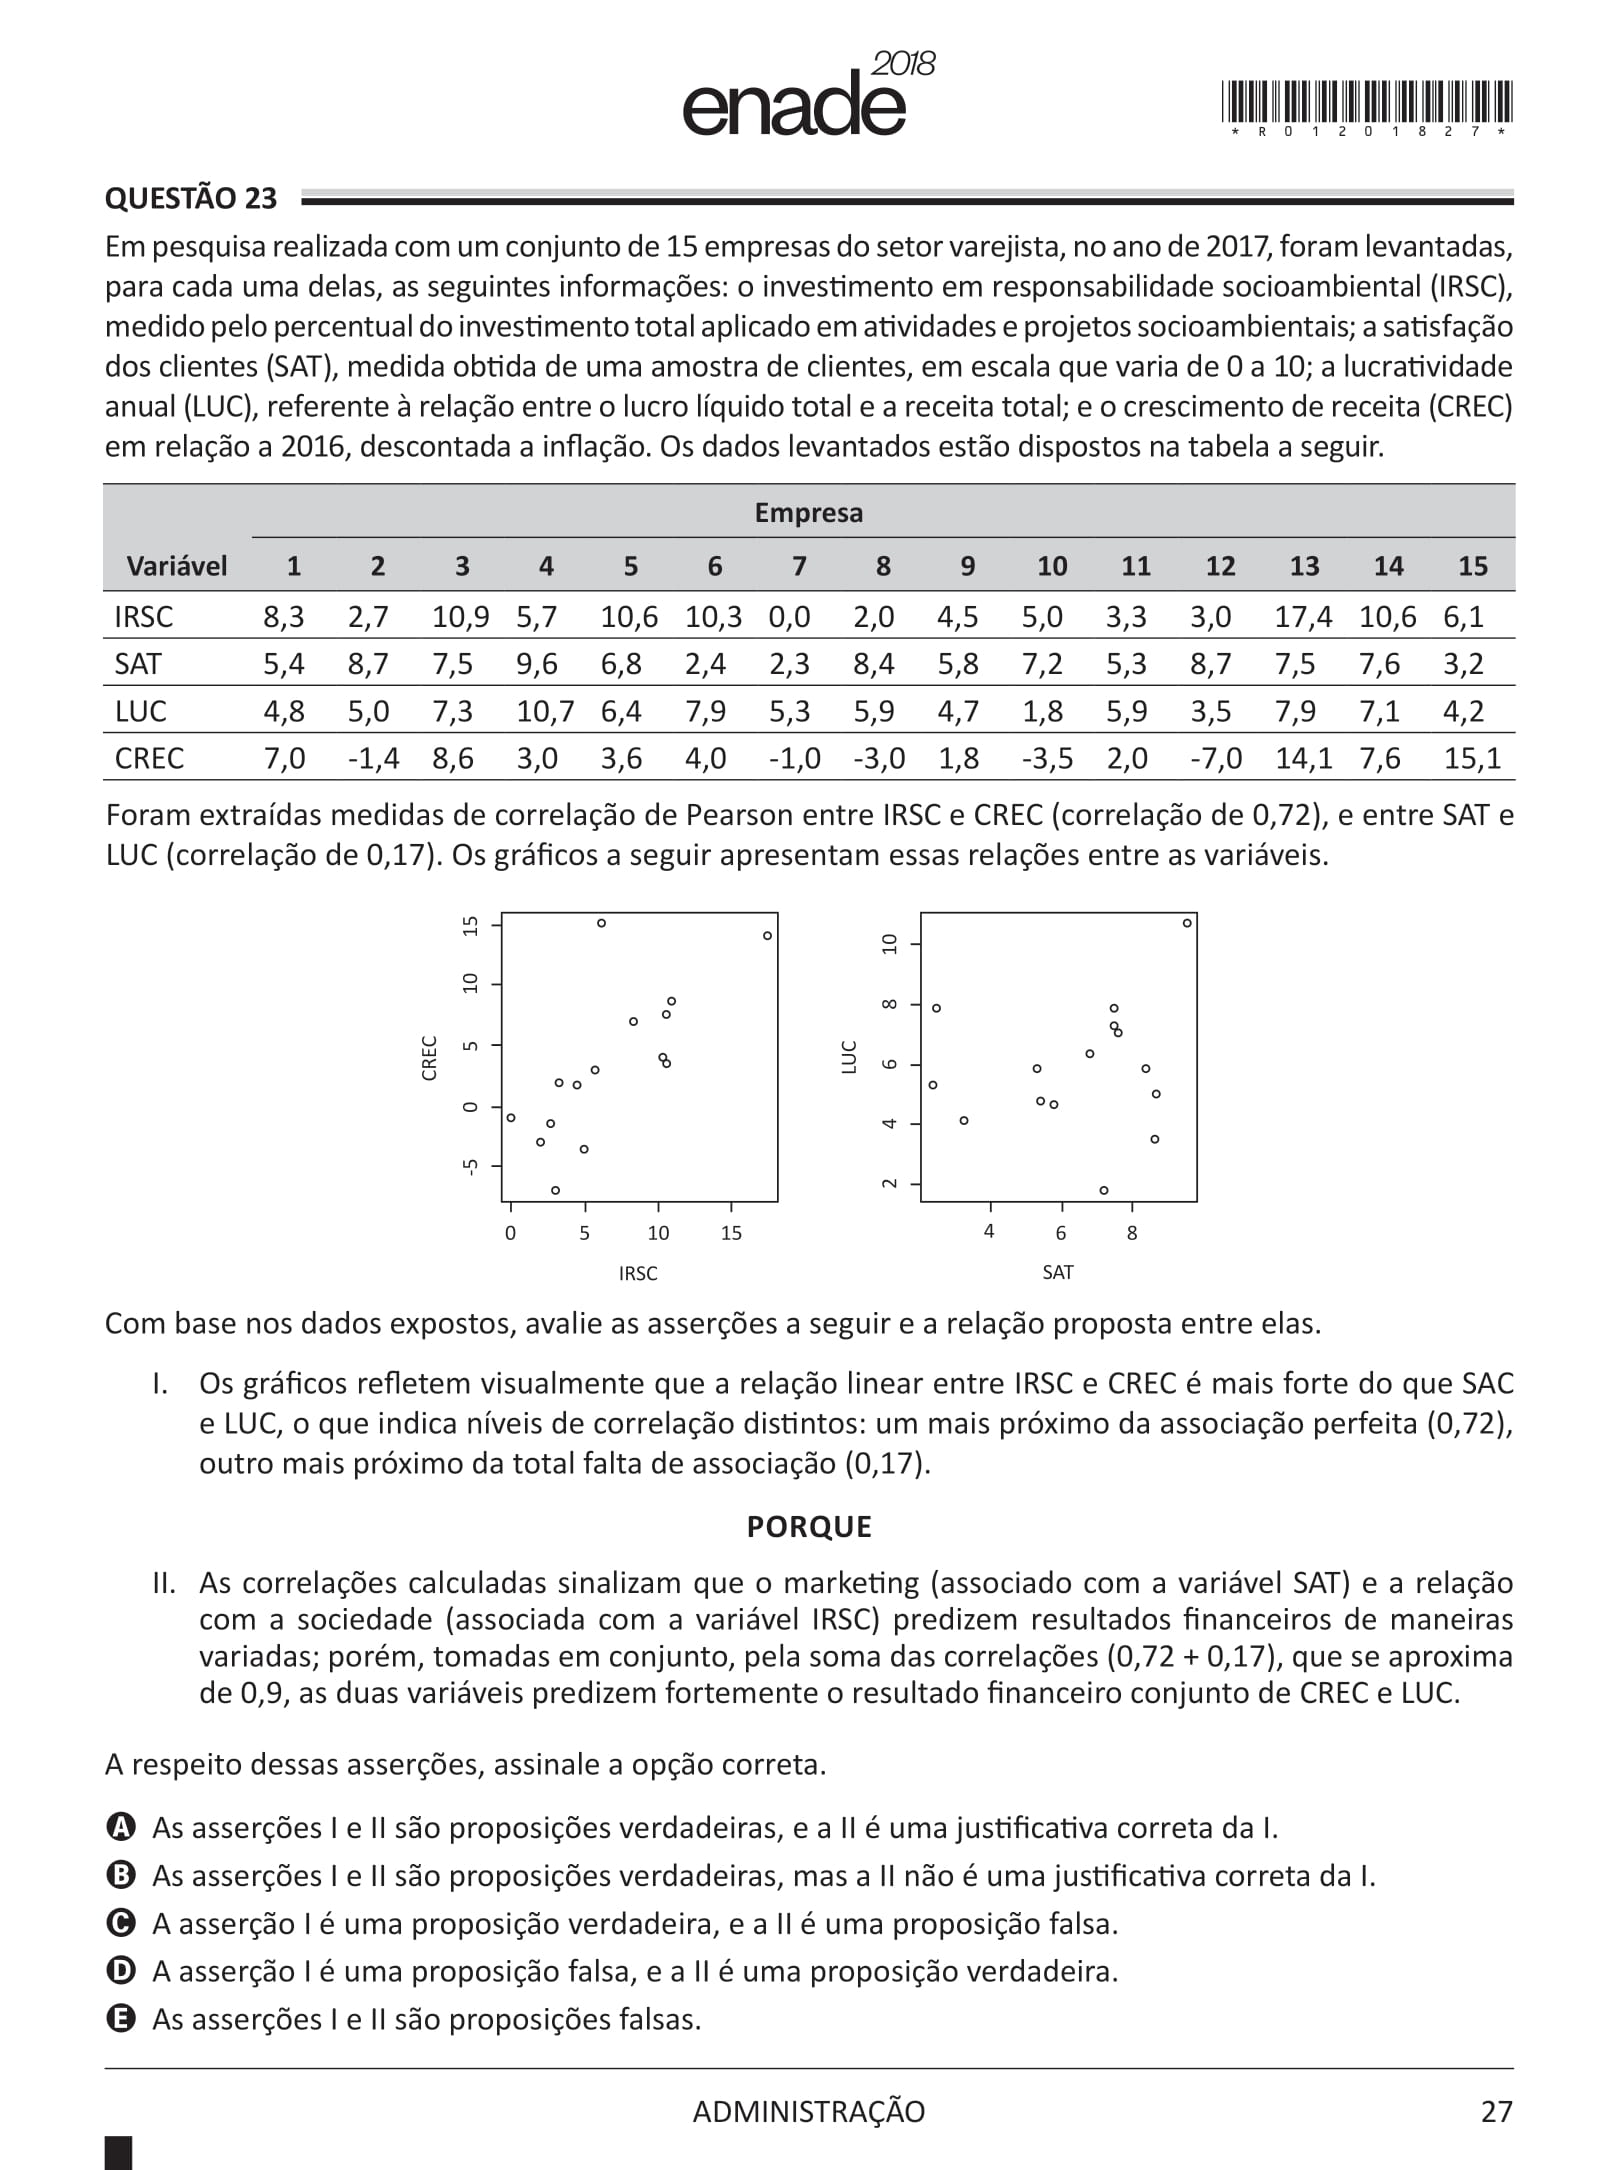 enade 2018
* R 0 1 2 0 1 8 2 7 *
QUESTÃO 23
Em pesquisa realizada com um conjunto de 15 empresas do setor varejista, no ano de 2017, foram levantadas,
para cada uma delas, as seguintes informações: o investimento em responsabilidade socioambiental (IRSC),
medido pelo percentual do investimento total aplicado em atividades e projetos socioambientais; a satisfação
dos clientes (SAT), medida obtida de uma amostra de clientes, em escala que varia de 0 a 10; a lucratividade
anual (LUC), referente à relação entre o lucro líquido total e a receita total; e o crescimento de receita (CREC)
em relação a 2016, descontada a inflação. Os dados levantados estão dispostos na tabela a seguir.
Empresa
Variável 1 2 3 4 5 6 7 8 9 10 11 12 13 14 15
IRSC 8,3 2,7 10,9 5,7 10,6 10,3 0,0 2,0 4,5 5,0 3,3 3,0 17,4 10,6 6,1
SAT 5,4 8,7 7,5 9,6 6,8 2,4 2,3 8,4 5,8 7,2 5,3 8,7 7,5 7,6 3,2
LUC 4,8 5,0 7,3 10,7 6,4 7,9 5,3 5,9 4,7 1,8 5,9 3,5 7,9 7,1 4,2
CREC 7,0 -1,4 8,6 3,0 3,6 4,0 -1,0 -3,0 1,8 -3,5 2,0 -7,0 14,1 7,6 15,1
Foram extraídas medidas de correlação de Pearson entre IRSC e CREC (correlação de 0,72), e entre SAT e
LUC (correlação de 0,17). Os gráficos a seguir apresentam essas relações entre as variáveis.
CREC
15
10
5
0
-5
0 5 10 15
IRSC
LUC
10
8
6
4
2
4 6 8
SAT
Com base nos dados expostos, avalie as asserções a seguir e a relação proposta entre elas.
I. Os gráficos refletem visualmente que a relação linear entre IRSC e CREC é mais forte do que SAC
e LUC, o que indica níveis de correlação distintos: um mais próximo da associação perfeita (0,72),
outro mais próximo da total falta de associação (0,17).
PORQUE
II. As correlações calculadas sinalizam que o marketing (associado com a variável SAT) e a relação
com a sociedade (associada com a variável IRSC) predizem resultados financeiros de maneiras
variadas; porém, tomadas em conjunto, pela soma das correlações (0,72 + 0,17), que se aproxima
de 0,9, as duas variáveis predizem fortemente o resultado financeiro conjunto de CREC e LUC.
A respeito dessas asserções, assinale a opção correta.
A As asserções I e II são proposições verdadeiras, e a II é uma justificativa correta da I.
B As asserções I e II são proposições verdadeiras, mas a II não é uma justificativa correta da I.
C A asserção I é uma proposição verdadeira, e a II é uma proposição falsa.
D A asserção I é uma proposição falsa, e a II é uma proposição verdadeira.
E As asserções I e II são proposições falsas.
ADMINISTRAÇÃO
27